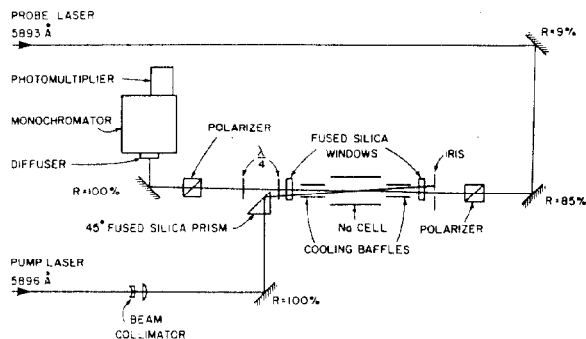 PROBE LASER
5893 Å
R=9%
PHOTOMULTIPLIER
MONOCHROMATOR
DIFFUSER
POLARIZER
λ/4
FUSED SILICA
WINDOWS
IRIS
R=100%
R=85%
45° FUSED SILICA PRISM
Na CELL
COOLING BAFFLES
POLARIZER
PUMP LASER
5896 Å
R=100%
BEAM
COLLIMATOR